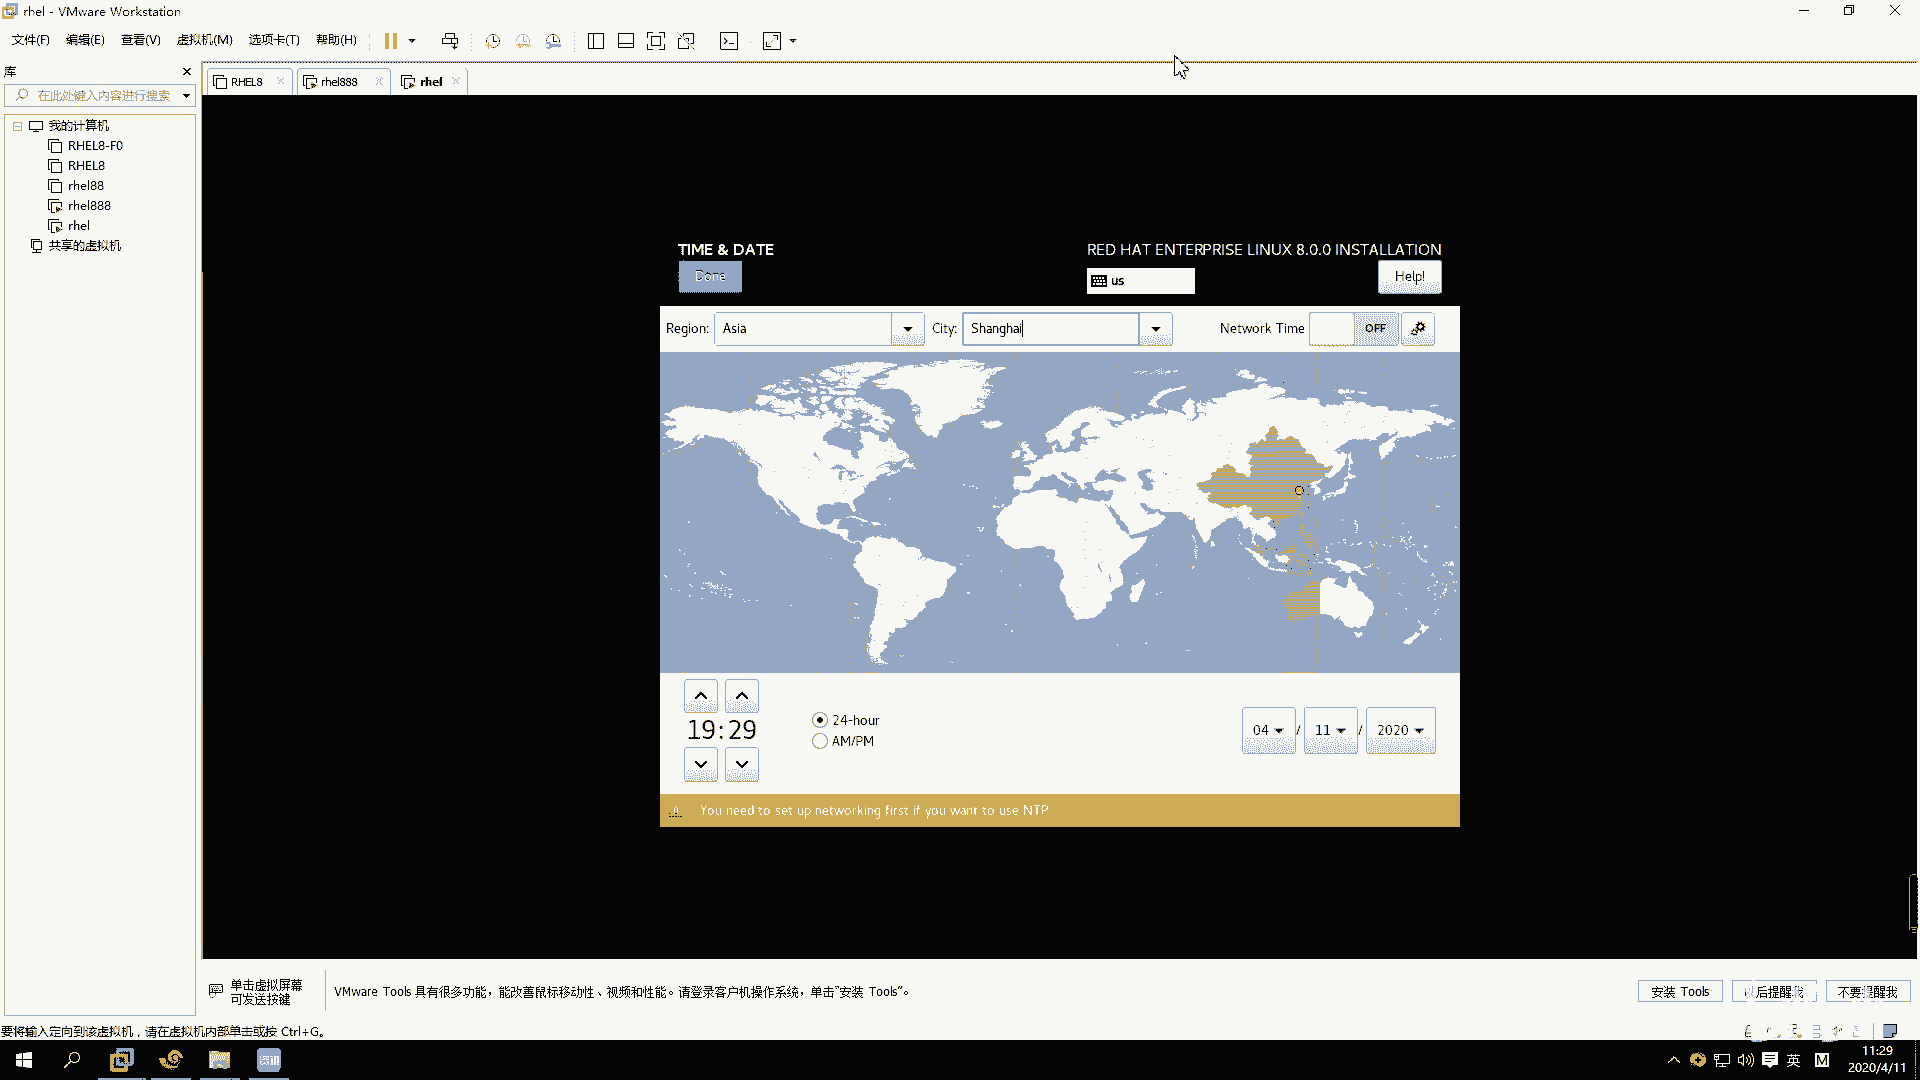 rhel - VMware Workstation
文件(F) 编辑(E) 查看(V) 虚拟机(M) 选项卡(T) 帮助(H)
库
在此处键入内容进行搜索
RHEL8 rhel888 rhel
我的计算机
RHEL8-F0
RHEL8
rhel88
rhel888
rhel
共享的虚拟机
TIME & DATE
RED HAT ENTERPRISE LINUX 8.0.0 INSTALLATION
Done
us
Help!
Region: Asia City: Shanghai Network Time OFF
19:29
24-hour
AM/PM
04 / 11 / 2020
You need to set up networking first if you want to use NTP
单击虚拟屏幕
可发送按键
VMware Tools 具有很多功能，能改善鼠标移动性、视频和性能。请登录客户机操作系统，单击“安装 Tools”。
安装 Tools 以后提醒我 不要提醒我
要将输入定向到该虚拟机，请在虚拟机内部单击或按 Ctrl+G。
资讯
英 M
11:29
2020/4/11